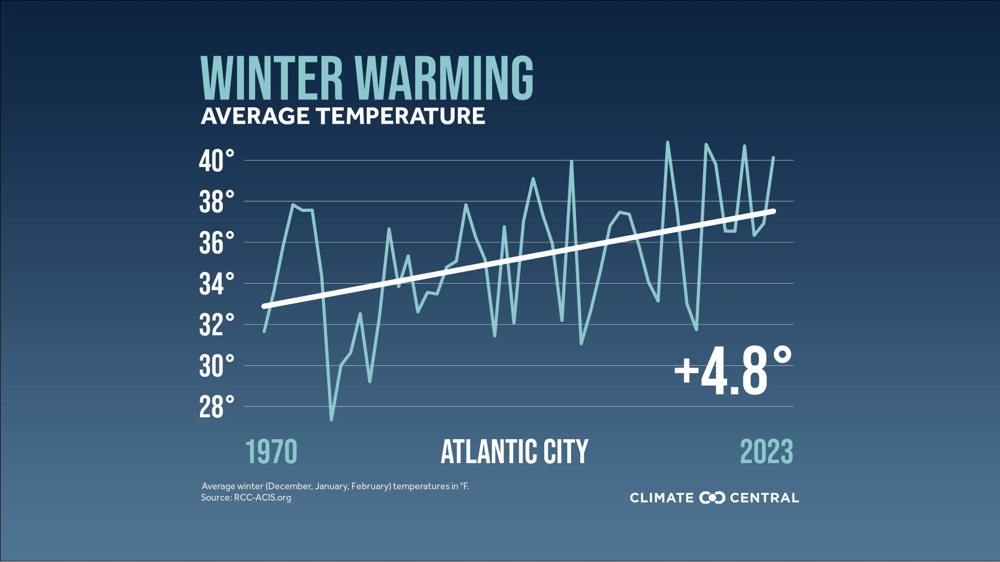 WINTER WARMING
AVERAGE TEMPERATURE
40°
38°
36°
34°
32°
30°
28°
+4.8°
1970
ATLANTIC CITY
2023
Average winter (December, January, February) temperatures in °F.
Source: RCC-ACIS.org
CLIMATE CENTRAL